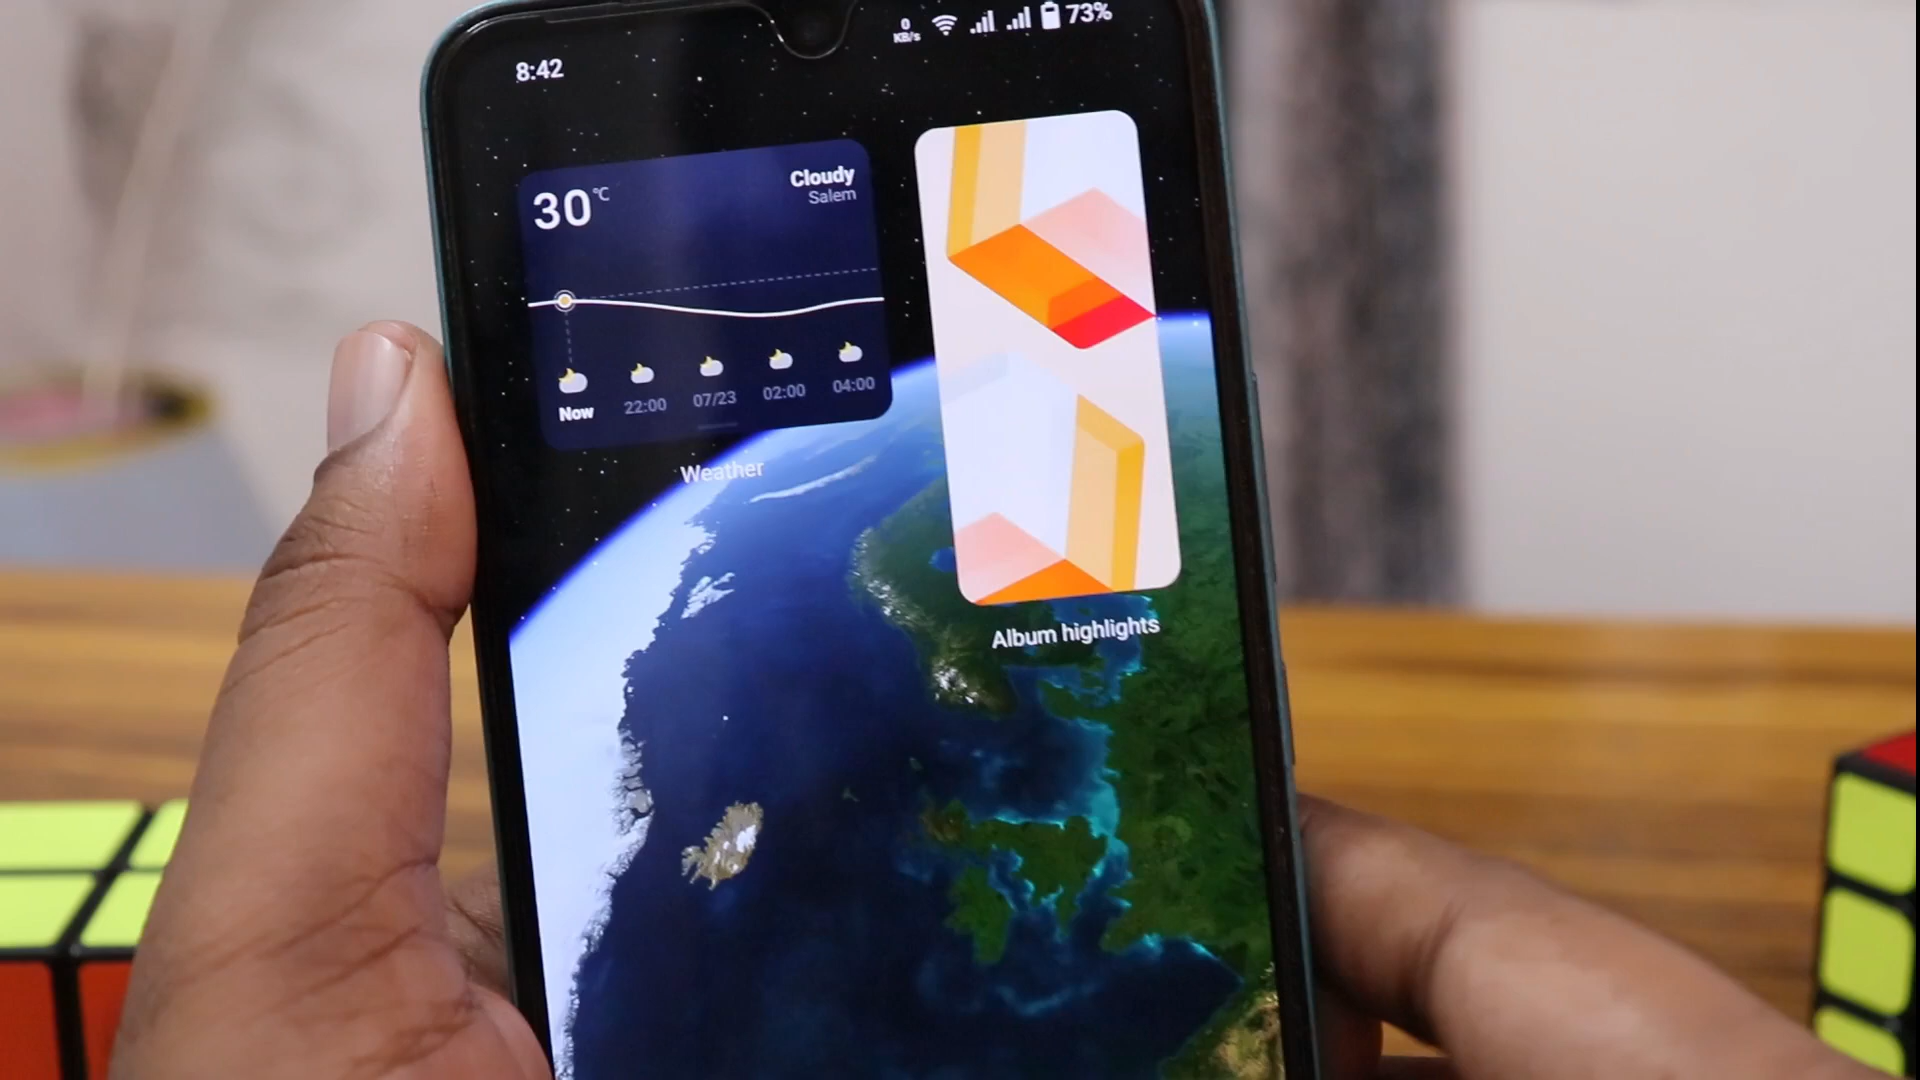 8:42
0
KB/s
73%
30°C
Cloudy
Salem
Now
22:00
07/23
02:00
04:00
Weather
Album highlights